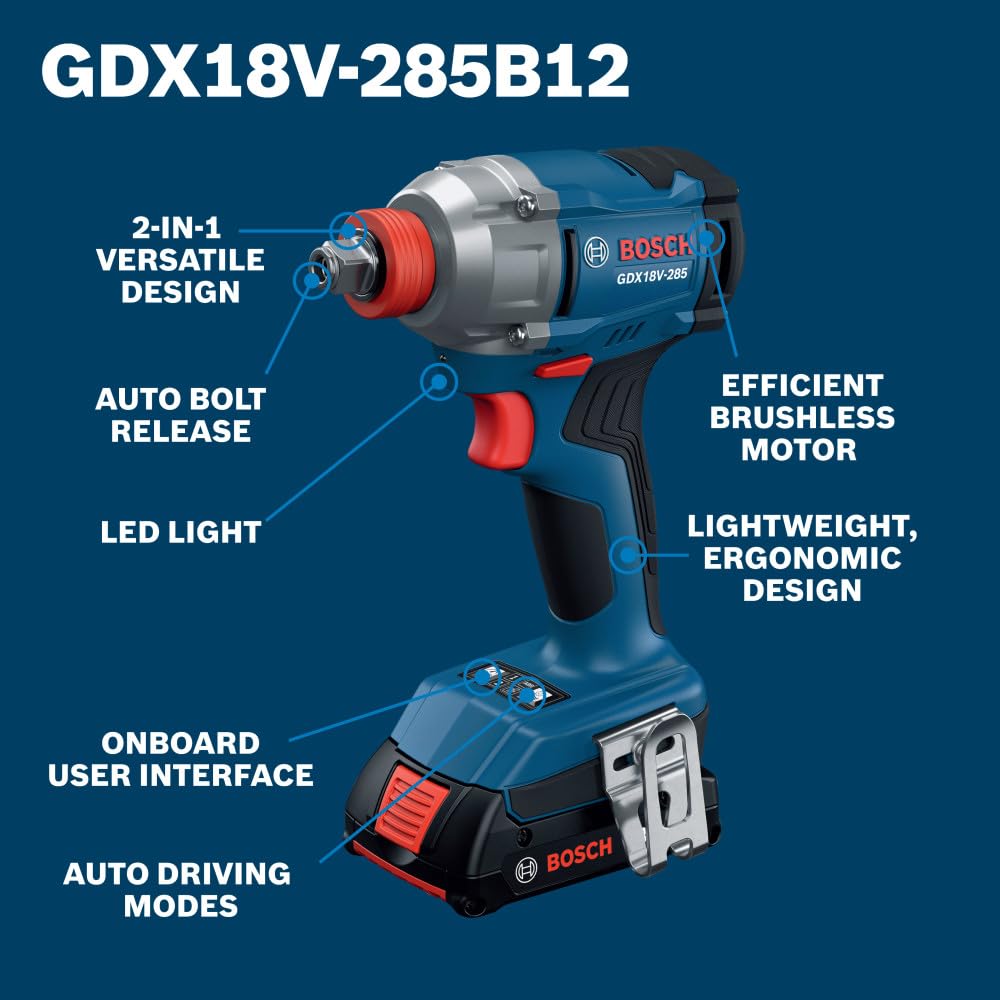 GDX18V-285B12
2-IN-1
VERSATILE
DESIGN
AUTO BOLT
RELEASE
LED LIGHT
BOSCH
GDX18V-285
EFFICIENT
BRUSHLESS
MOTOR
LIGHTWEIGHT,
ERGONOMIC
DESIGN
ONBOARD
USER INTERFACE
AUTO DRIVING
MODES
BOSCH